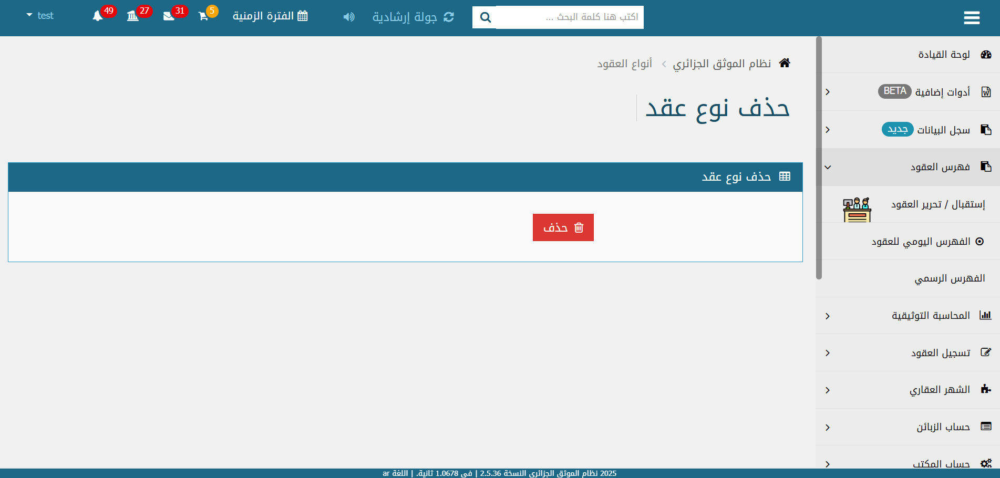 اكتب هنا كلمة البحث ...
جولة إرشادية
الفترة الزمنية
5
31
27
49
test
لوحة القيادة
أدوات إضافية BETA
سجل البيانات جديد
فهرس العقود
إستقبال / تحرير العقود
الفهرس اليومي للعقود
الفهرس الرسمي
المحاسبة التوثيقية
تسجيل العقود
الشهر العقاري
حساب الزبائن
حساب المكتب
نظام الموثق الجزائري
أنواع العقود
حذف نوع عقد
حذف نوع عقد
حذف
2025 نظام الموثق الجزائري النسخة 2.5.36 | في 1.0678 ثانية. | اللغة ar